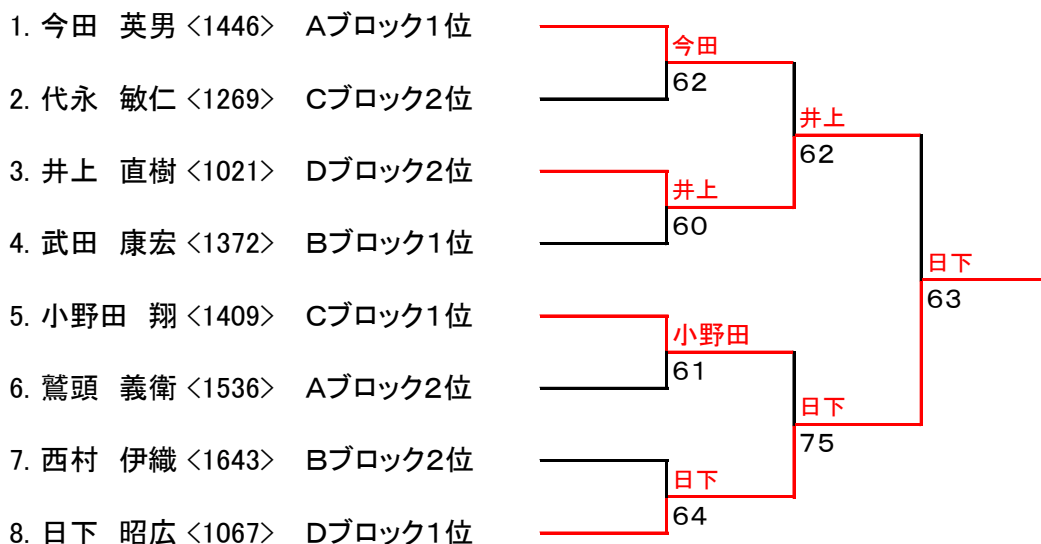 1. 今田　英男 <1446>　Aブロック1位
今田
62
2. 代永　敏仁 <1269>　Cブロック2位
井上
62
3. 井上　直樹 <1021>　Dブロック2位
井上
60
4. 武田　康宏 <1372>　Bブロック1位
日下
63
5. 小野田　翔 <1409>　Cブロック1位
小野田
61
6. 鷲頭　義衛 <1536>　Aブロック2位
日下
75
7. 西村　伊織 <1643>　Bブロック2位
日下
64
8. 日下　昭広 <1067>　Dブロック1位